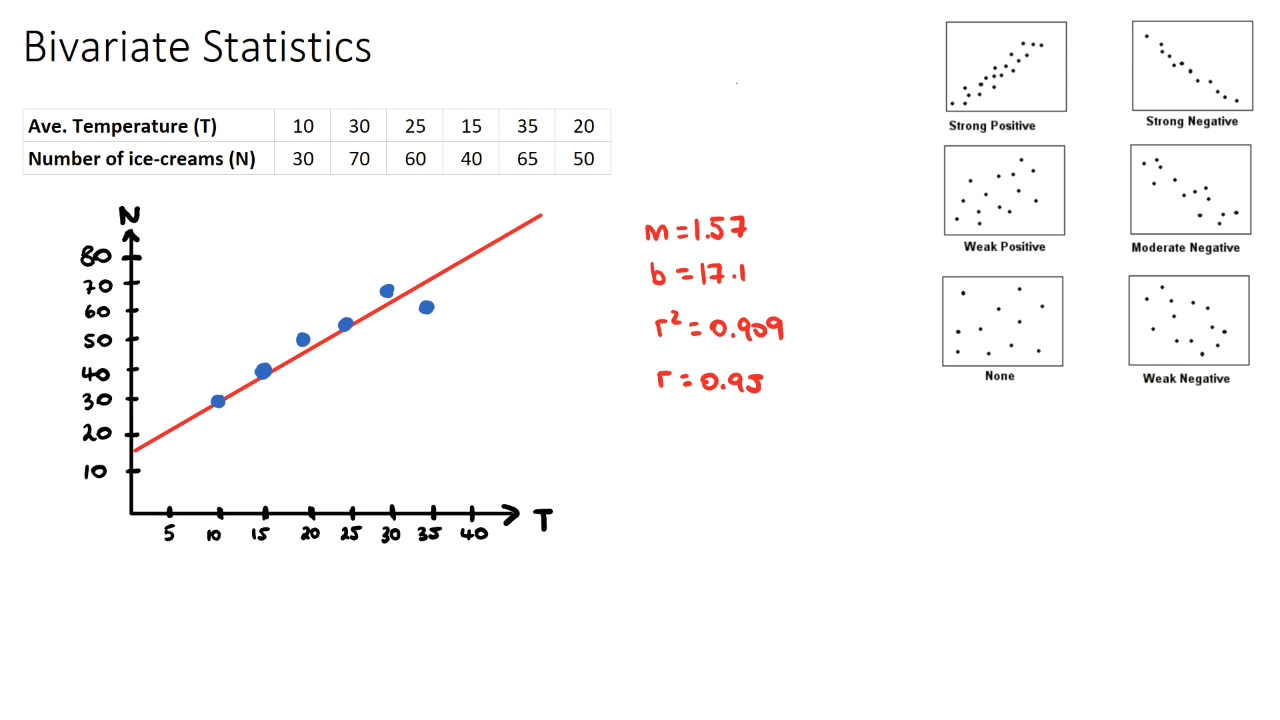 Bivariate Statistics
Ave. Temperature (T) 10 30 25 15 35 20
Number of ice-creams (N) 30 70 60 40 65 50
N
80
70
60
50
40
30
20
10
5 10 15 20 25 30 35 40 T
m = 1.57
b = 17.1
r² = 0.909
r = 0.95
Strong Positive
Strong Negative
Weak Positive
Moderate Negative
None
Weak Negative